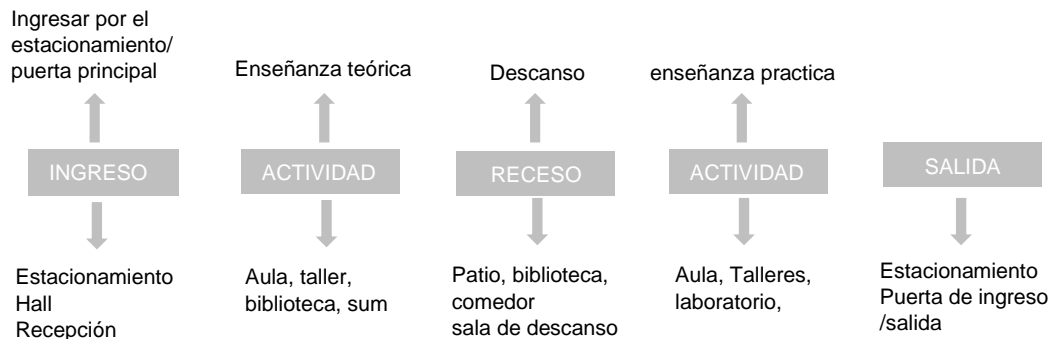 Ingresar por el
estacionamiento/
puerta principal
Enseñanza teórica
Descanso
enseñanza practica
INGRESO
ACTIVIDAD
RECESO
ACTIVIDAD
SALIDA
Estacionamiento
Hall
Recepción
Aula, taller,
biblioteca, sum
Patio, biblioteca,
comedor
sala de descanso
Aula, Talleres,
laboratorio,
Estacionamiento
Puerta de ingreso
/salida